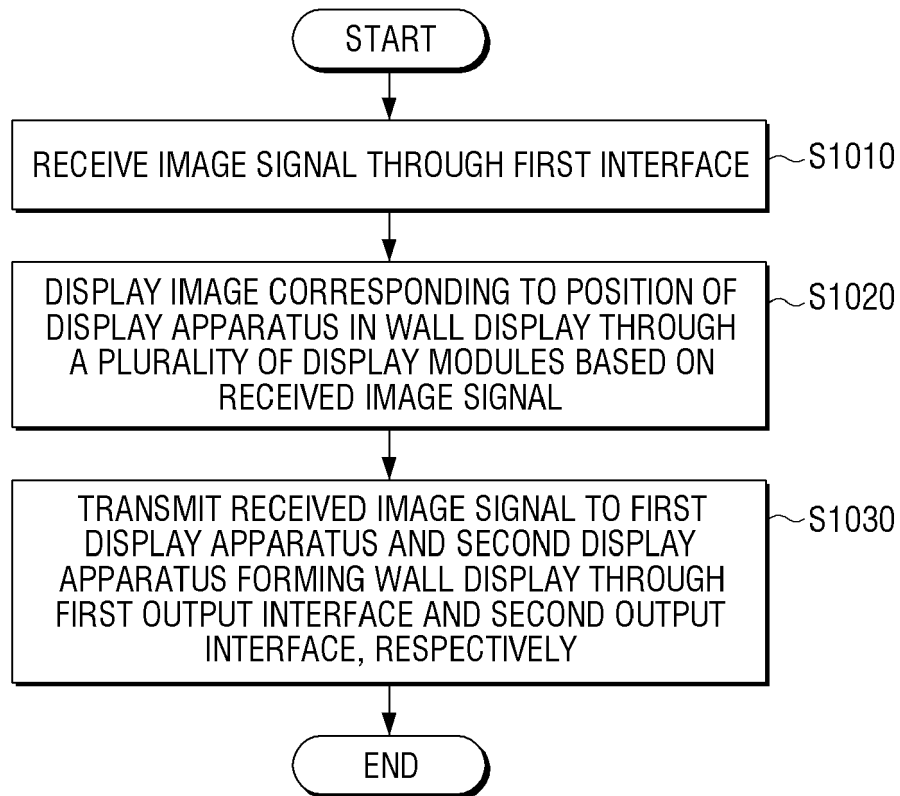 START
RECEIVE IMAGE SIGNAL THROUGH FIRST INTERFACE
S1010
DISPLAY IMAGE CORRESPONDING TO POSITION OF
DISPLAY APPARATUS IN WALL DISPLAY THROUGH
A PLURALITY OF DISPLAY MODULES BASED ON
RECEIVED IMAGE SIGNAL
S1020
TRANSMIT RECEIVED IMAGE SIGNAL TO FIRST
DISPLAY APPARATUS AND SECOND DISPLAY
APPARATUS FORMING WALL DISPLAY THROUGH
FIRST OUTPUT INTERFACE AND SECOND OUTPUT
INTERFACE, RESPECTIVELY
S1030
END